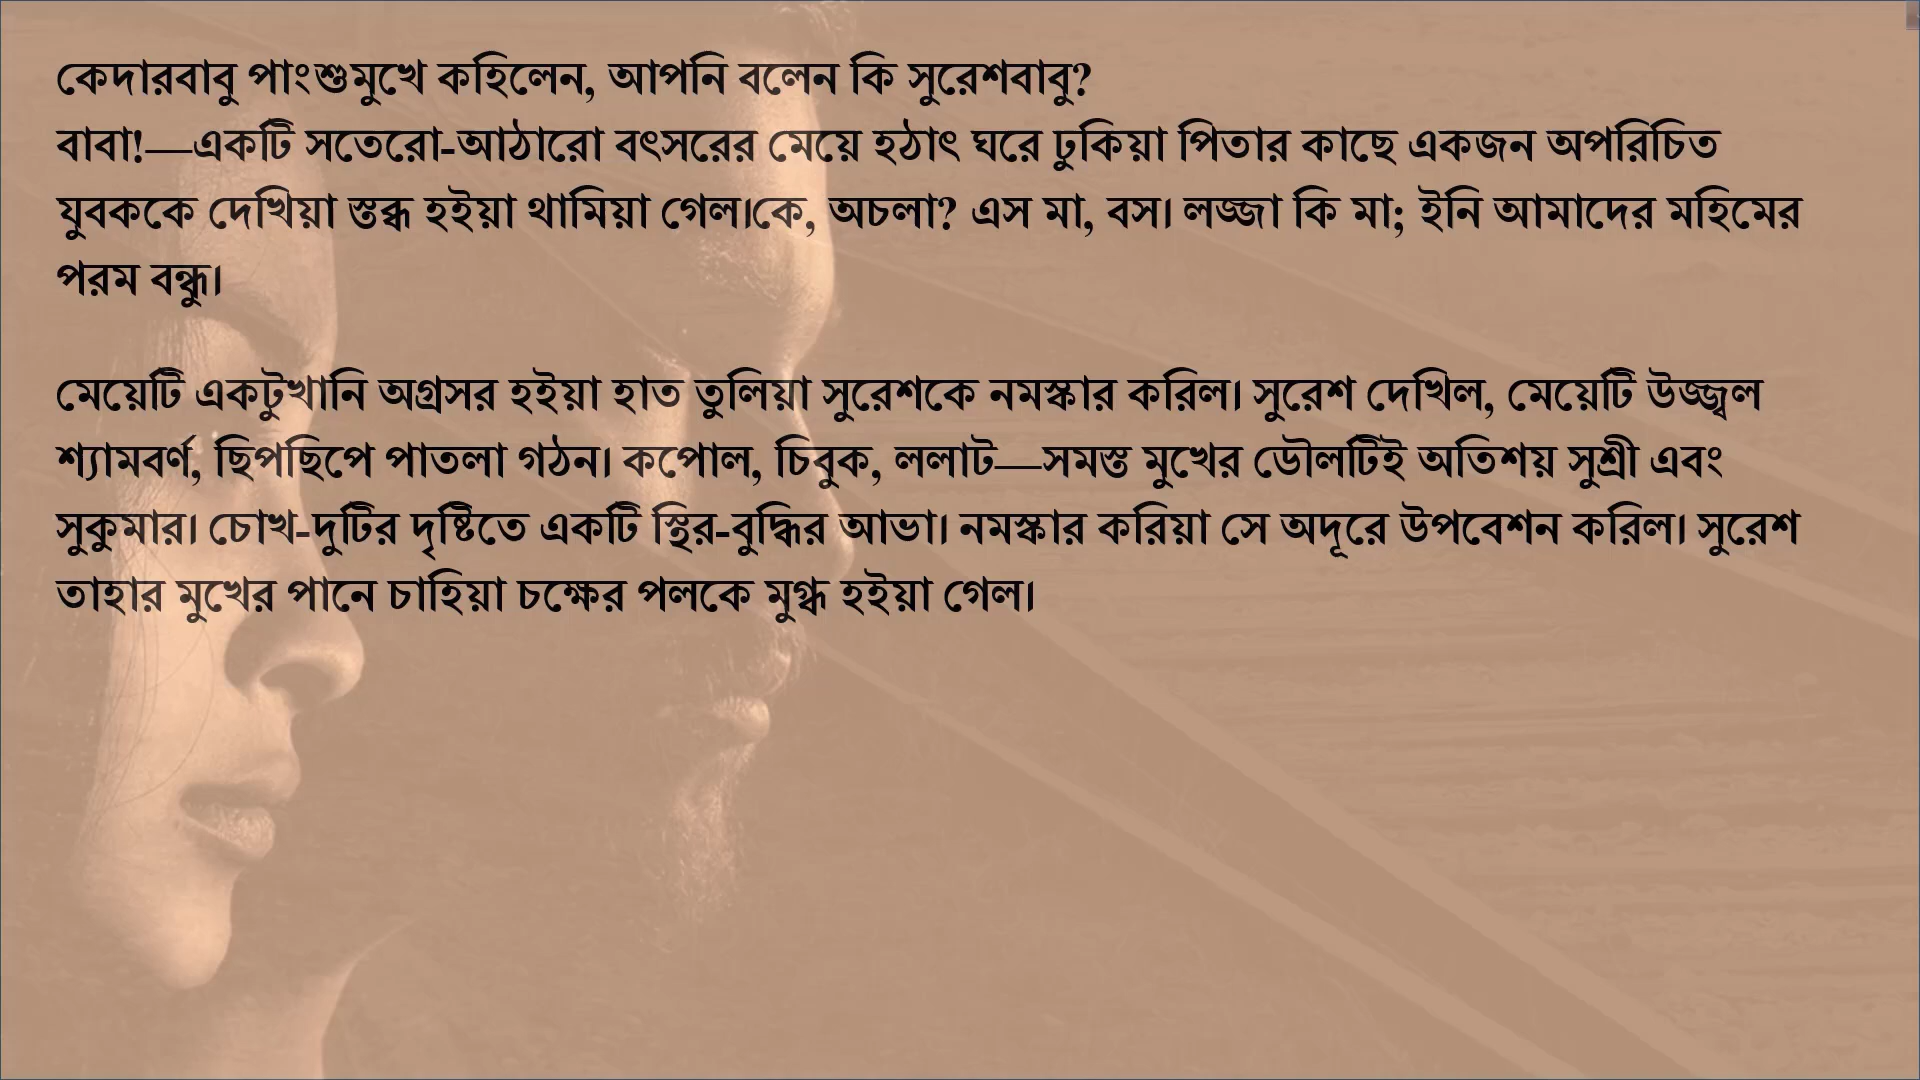 কেদারবাবু পাংশুমুখে কহিলেন, আপনি বলেন কি সুরেশবাবু?
বাবা!—একটি সতেরো-আঠারো বৎসরের মেয়ে হঠাৎ ঘরে ঢুকিয়া পিতার কাছে একজন অপরিচিত
যুবককে দেখিয়া স্তব্ধ হইয়া থামিয়া গেল।কে, অচলা? এস মা, বস। লজ্জা কি মা; ইনি আমাদের মহিমের
পরম বন্ধু।
মেয়েটি একটুখানি অগ্রসর হইয়া হাত তুলিয়া সুরেশকে নমস্কার করিল। সুরেশ দেখিল, মেয়েটি উজ্জ্বল
শ্যামবর্ণ, ছিপছিপে পাতলা গঠন। কপোল, চিবুক, ললাট—সমস্ত মুখের ডৌলটিই অতিশয় সুশ্রী এবং
সুকুমার। চোখ-দুটির দৃষ্টিতে একটি স্থির-বুদ্ধির আভা। নমস্কার করিয়া সে অদূরে উপবেশন করিল। সুরেশ
তাহার মুখের পানে চাহিয়া চক্ষের পলকে মুগ্ধ হইয়া গেল।